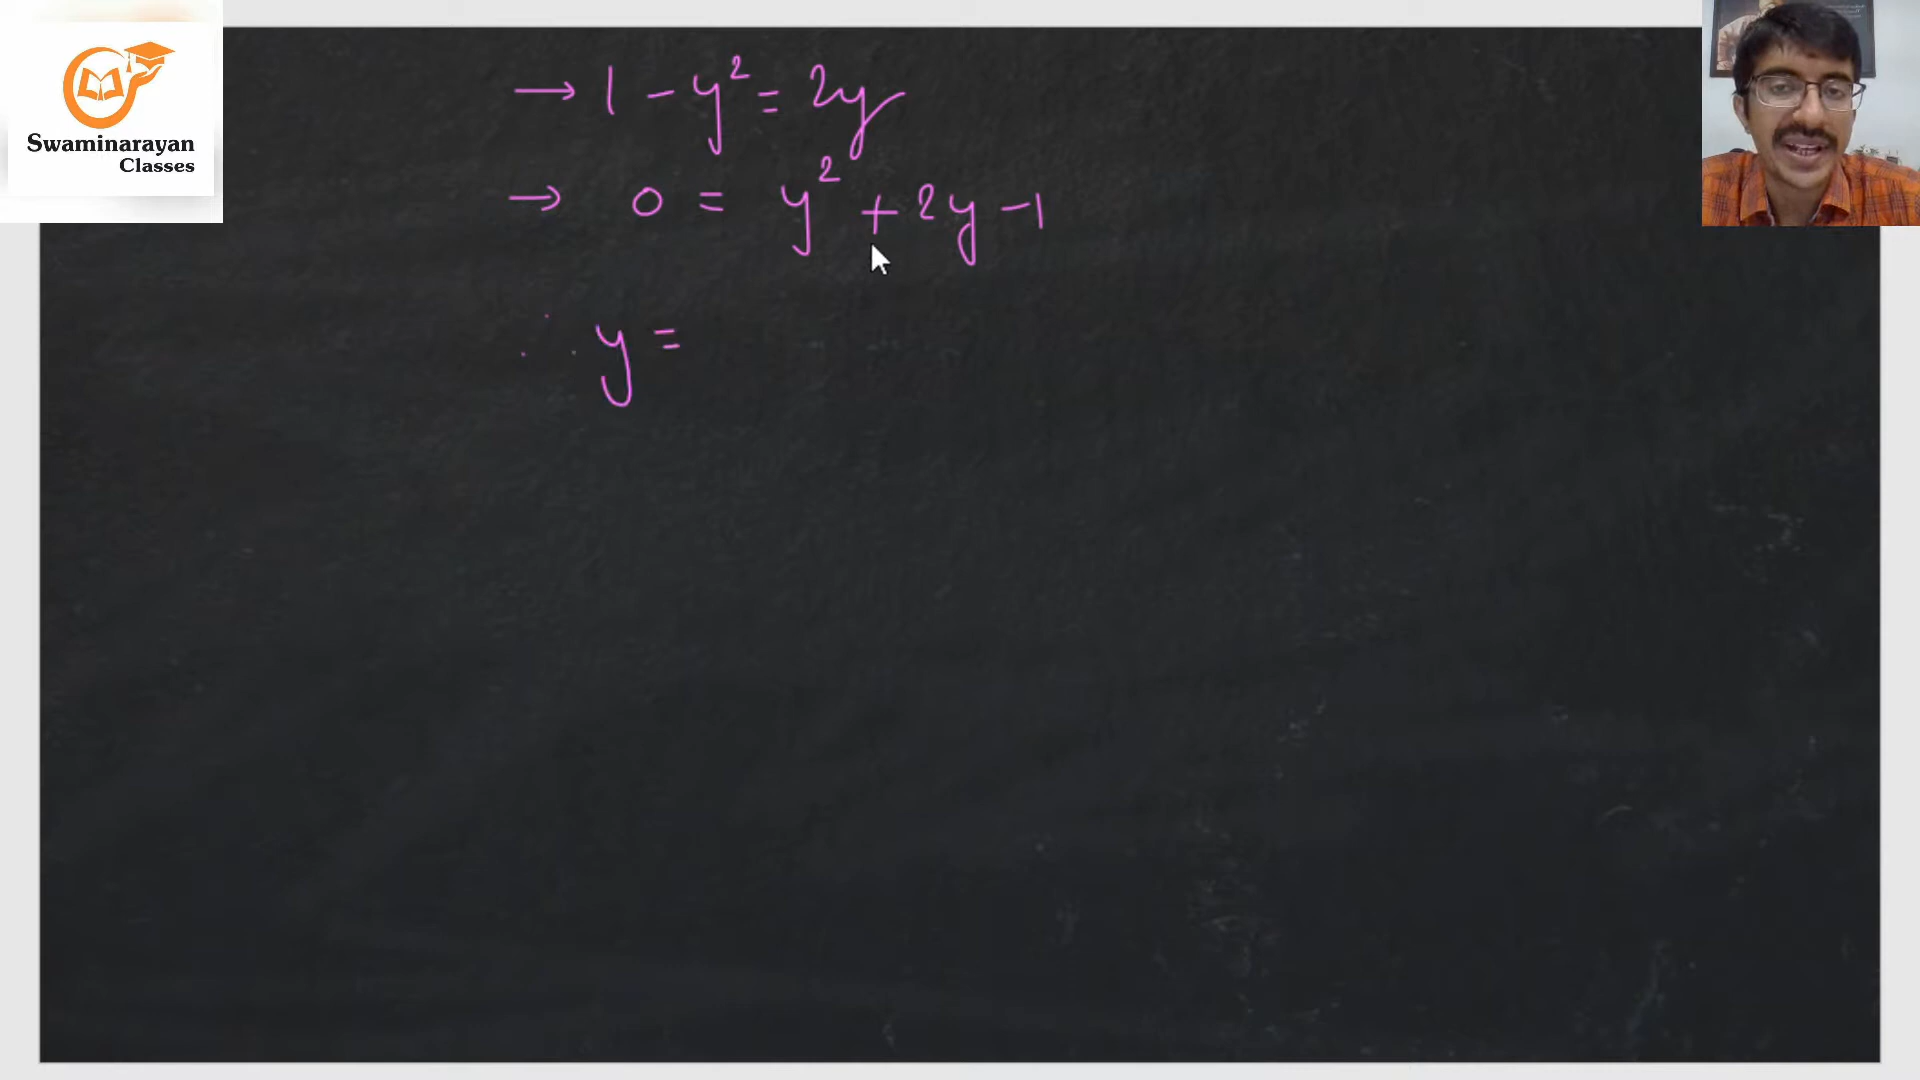 Swaminarayan
Classes
→ 1 - y² = 2y
→ 0 = y² + 2y - 1
∴ y =